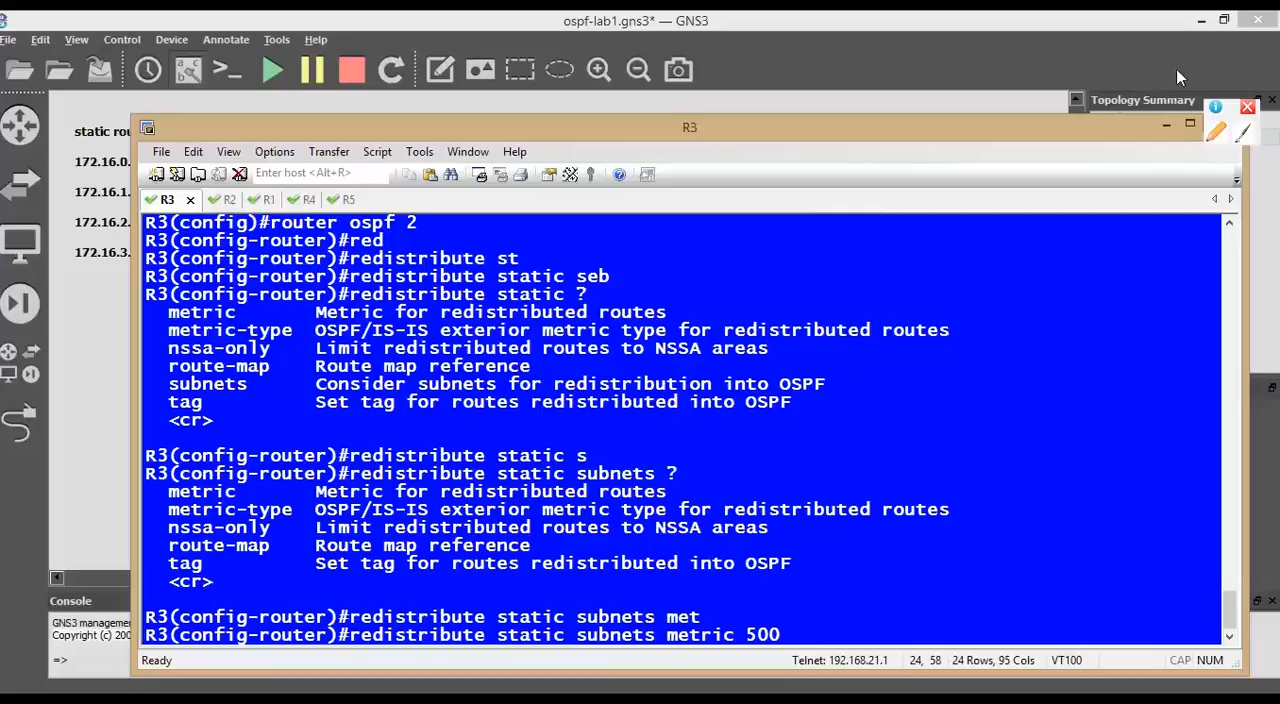 ospf-lab1.gns3* — GNS3
File Edit View Control Device Annotate Tools Help
Topology Summary
static rou
172.16.0.
172.16.1.
172.16.2.
172.16.3.
R3
File Edit View Options Transfer Script Tools Window Help
Enter host <Alt+R>
R3 R2 R1 R4 R5
R3(config)#router ospf 2
R3(config-router)#red
R3(config-router)#redistribute st
R3(config-router)#redistribute static seb
R3(config-router)#redistribute static ?
metric Metric for redistributed routes
metric-type OSPF/IS-IS exterior metric type for redistributed routes
nssa-only Limit redistributed routes to NSSA areas
route-map Route map reference
subnets Consider subnets for redistribution into OSPF
tag Set tag for routes redistributed into OSPF
<cr>
R3(config-router)#redistribute static s
R3(config-router)#redistribute static subnets ?
metric Metric for redistributed routes
metric-type OSPF/IS-IS exterior metric type for redistributed routes
nssa-only Limit redistributed routes to NSSA areas
route-map Route map reference
tag Set tag for routes redistributed into OSPF
<cr>
R3(config-router)#redistribute static subnets met
R3(config-router)#redistribute static subnets metric 500
Ready Telnet: 192.168.21.1 24, 58 24 Rows, 95 Cols VT100 CAP NUM
Console
GNS3 manageme
Copyright (c) 200
=>